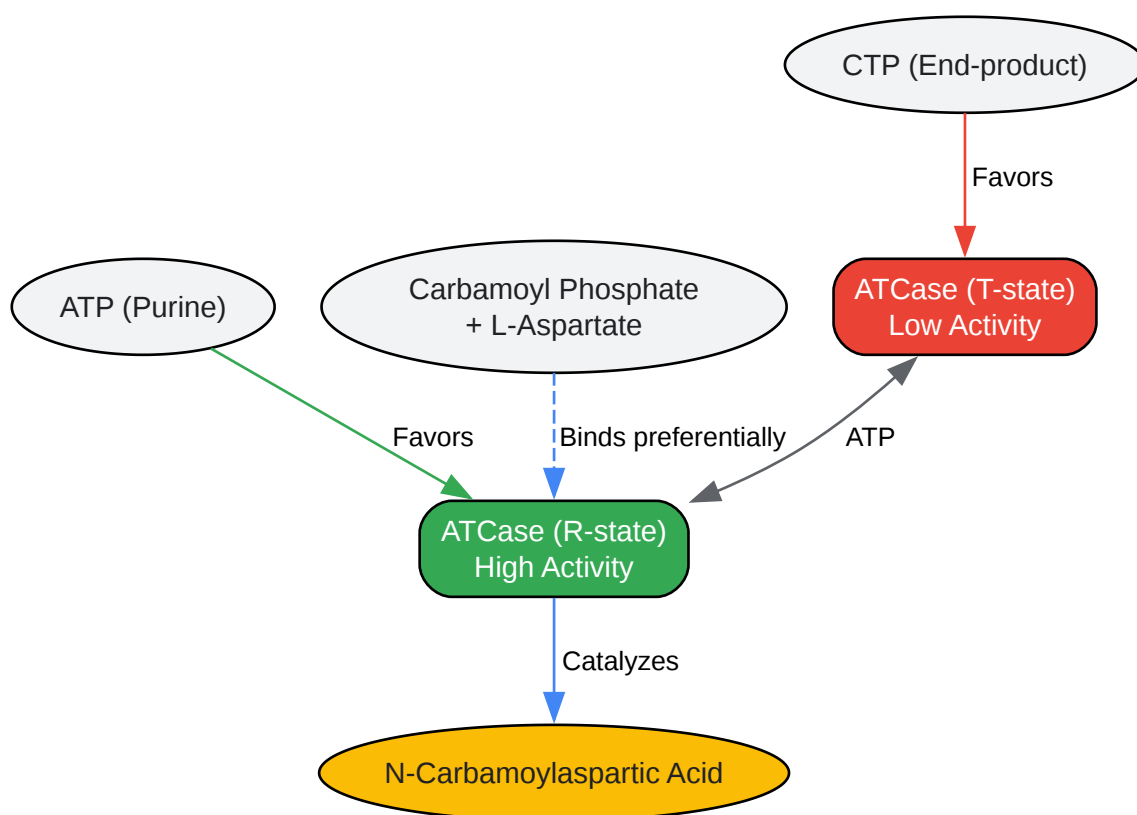 CTP (End-product)
Favors
ATCase (T-state)
Low Activity
ATP (Purine)
Carbamoyl Phosphate
+ L-Aspartate
Favors
Binds preferentially
ATP
ATCase (R-state)
High Activity
Catalyzes
N-Carbamoylaspartic Acid